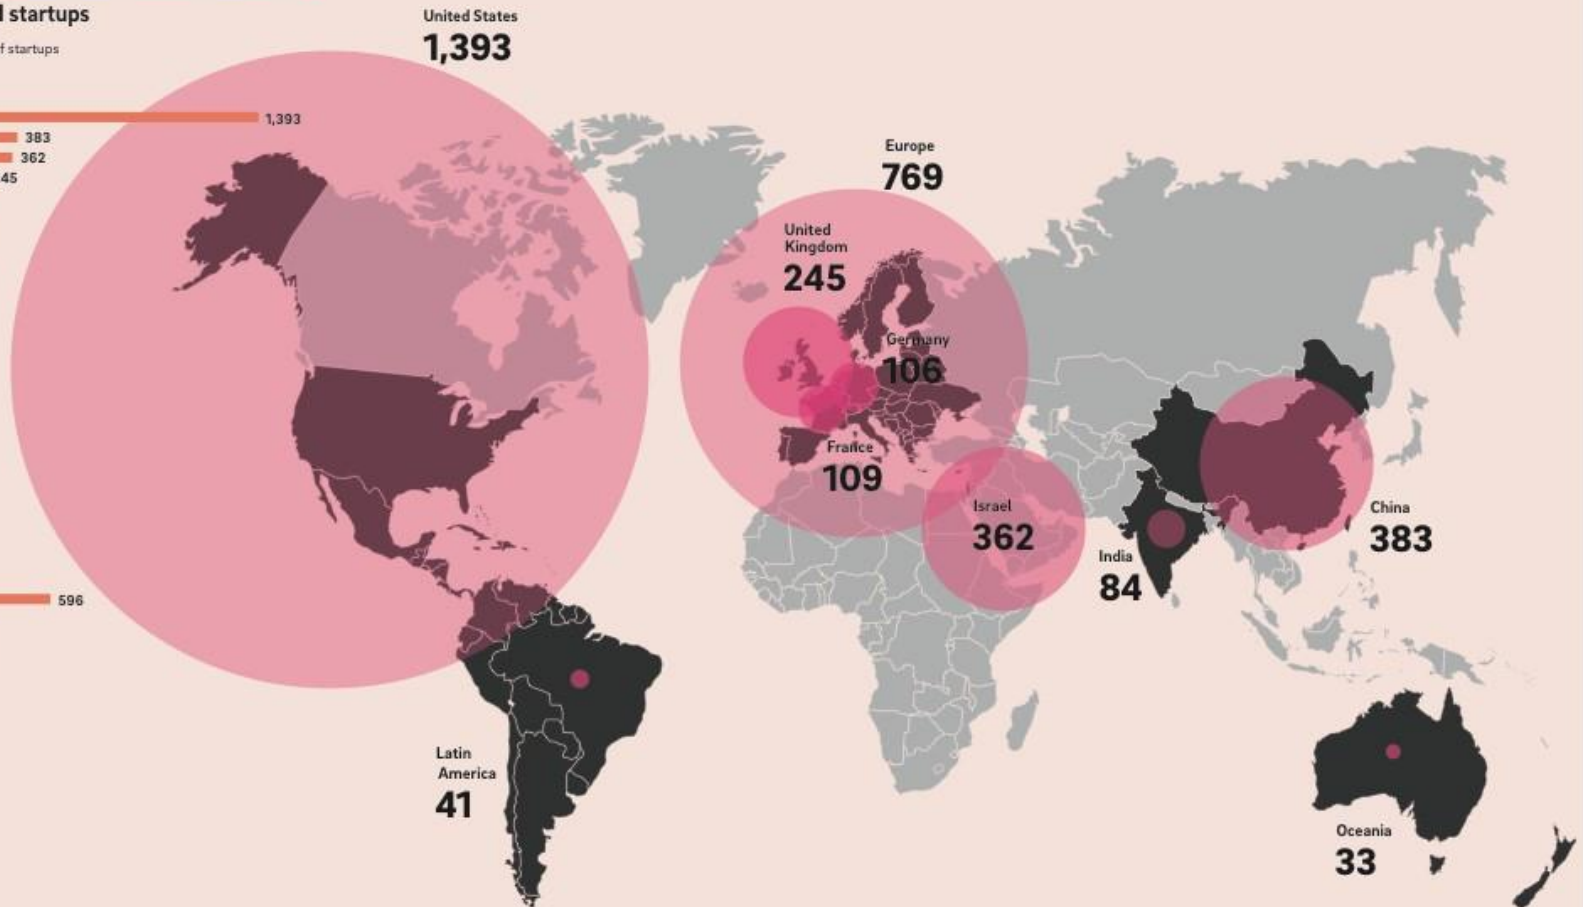 l startups
f startups
1,393
383
362
45
596
United States
1,393
Europe
769
United
Kingdom
245
Germany
106
France
109
Israel
362
India
84
China
383
Latin
America
41
Oceania
33